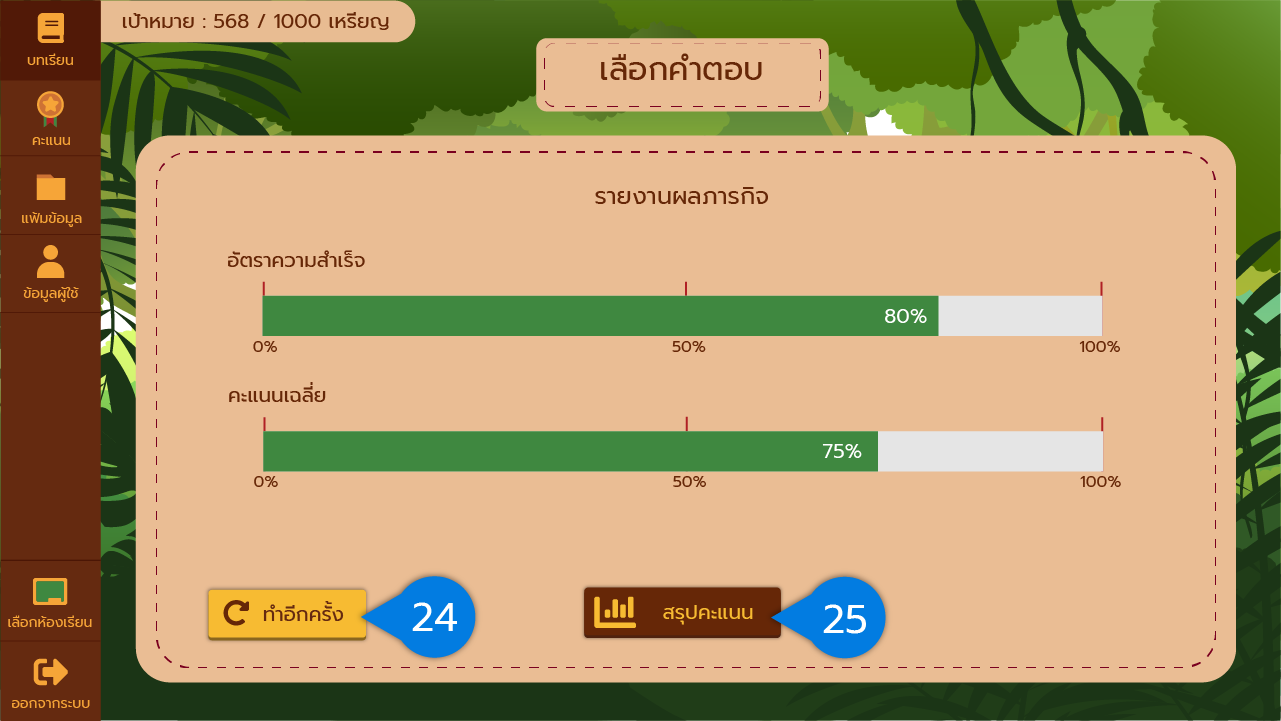 เป้าหมาย : 568 / 1000 เหรียญ
บทเรียน
คะแนน
แฟ้มข้อมูล
ข้อมูลผู้ใช้
เลือกห้องเรียน
ออกจากระบบ
เลือกคำตอบ
รายงานผลภารกิจ
อัตราความสำเร็จ
80%
0% 50% 100%
คะแนนเฉลี่ย
75%
0% 50% 100%
ทำอีกครั้ง 24 สรุปคะแนน 25